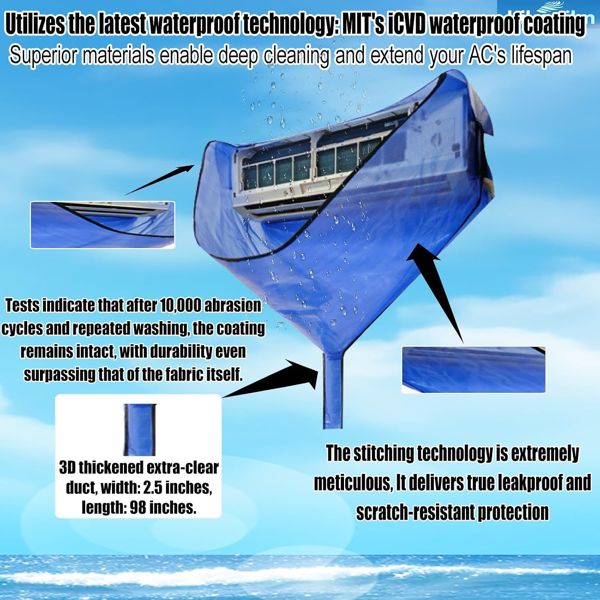 Utilizes the latest waterproof technology: MIT's iCVD waterproof coating
Superior materials enable deep cleaning and extend your AC's lifespan
Tests indicate that after 10,000 abrasion
cycles and repeated washing, the coating
remains intact, with durability even
surpassing that of the fabric itself.
3D thickened extra-clear
duct, width: 2.5 inches,
length: 98 inches.
The stitching technology is extremely
meticulous, It delivers true leakproof and
scratch-resistant protection